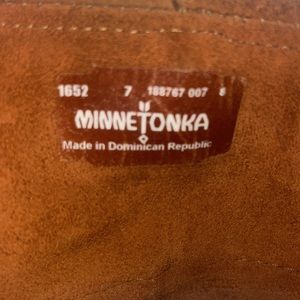 1652 7 188767 007 8
MINNETONKA
Made in Dominican Republic